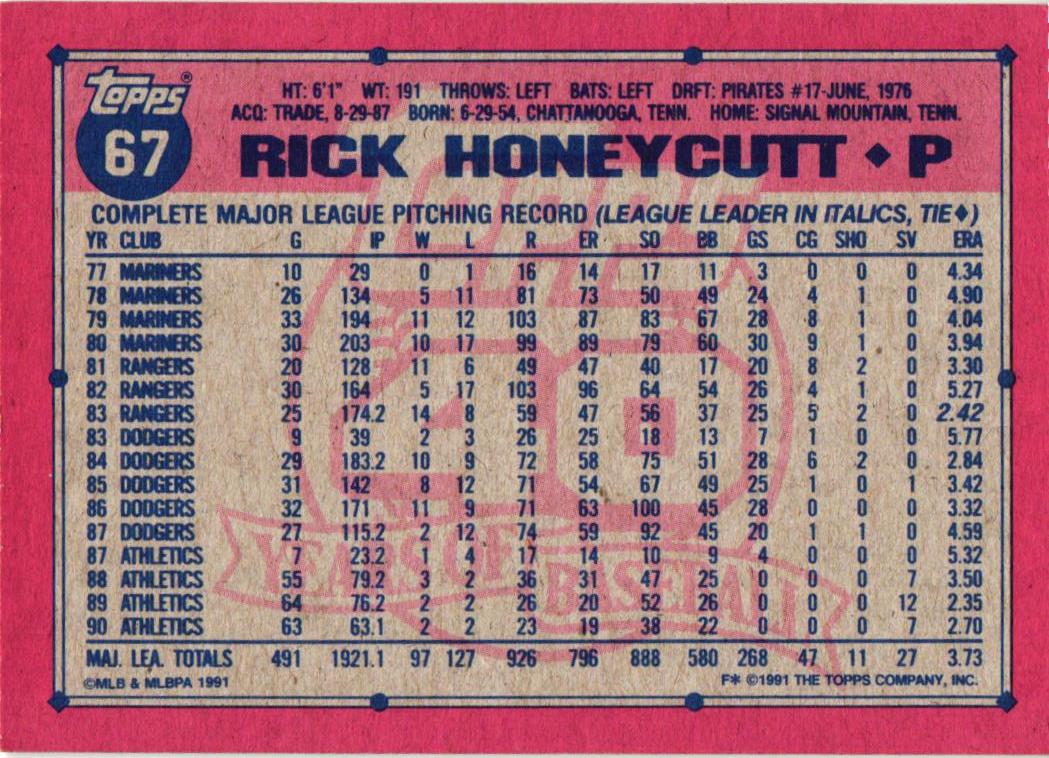 topps®
67
HT: 6'1" WT: 191 THROWS: LEFT BATS: LEFT DRFT: PIRATES #17-JUNE, 1976
ACQ: TRADE, 8-29-87 BORN: 6-29-54, CHATTANOOGA, TENN. HOME: SIGNAL MOUNTAIN, TENN.
RICK HONEYCUTT ◆ P
COMPLETE MAJOR LEAGUE PITCHING RECORD (LEAGUE LEADER IN ITALICS, TIE◆)
YR CLUB G IP W L R ER SO BB GS CG SHO SV ERA
77 MARINERS 10 29 0 1 16 14 17 11 3 0 0 0 4.34
78 MARINERS 26 134 5 11 81 73 50 49 24 4 1 0 4.90
79 MARINERS 33 194 11 12 103 87 83 67 28 8 1 0 4.04
80 MARINERS 30 203 10 17 99 89 79 60 30 9 1 0 3.94
81 RANGERS 20 128 11 6 49 47 40 17 20 8 2 0 3.30
82 RANGERS 30 164 5 17 103 96 64 54 26 4 1 0 5.27
83 RANGERS 25 174.2 14 8 59 47 56 37 25 5 2 0 2.42
83 DODGERS 9 39 2 3 26 25 18 13 7 1 0 0 5.77
84 DODGERS 29 183.2 10 9 72 58 75 51 28 6 2 0 2.84
85 DODGERS 31 142 8 12 71 54 67 49 25 1 0 1 3.42
86 DODGERS 32 171 11 9 71 63 100 45 28 0 0 0 3.32
87 DODGERS 27 115.2 2 12 74 59 92 45 20 1 1 0 4.59
87 ATHLETICS 7 23.2 1 4 17 14 10 9 4 0 0 0 5.32
88 ATHLETICS 55 79.2 3 2 36 31 47 25 0 0 0 7 3.50
89 ATHLETICS 64 76.2 2 2 26 20 52 26 0 0 0 12 2.35
90 ATHLETICS 63 63.1 2 2 23 19 38 22 0 0 0 7 2.70
MAJ. LEA. TOTALS 491 1921.1 97 127 926 796 888 580 268 47 11 27 3.73
©MLB & MLBPA 1991 F* ©1991 THE TOPPS COMPANY, INC.
topps
40
YEARS OF BASEBALL